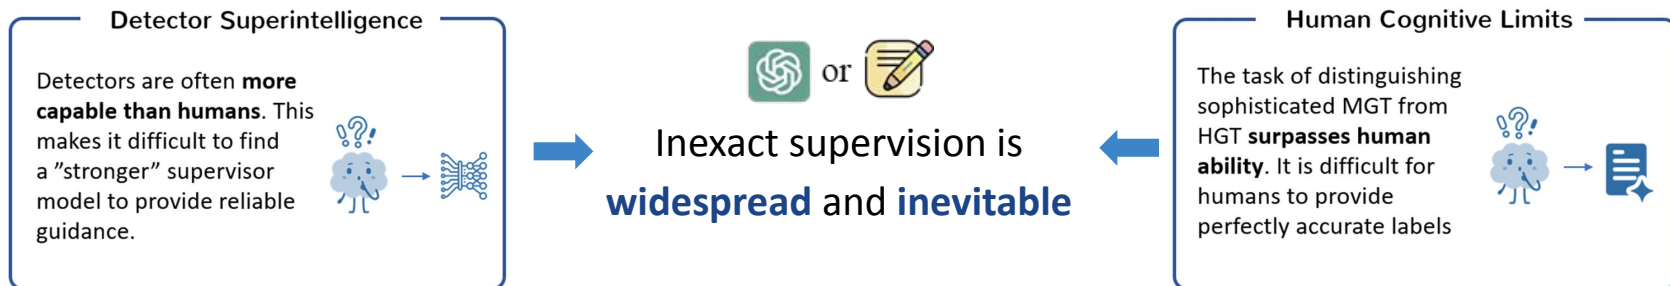 Detector Superintelligence
Detectors are often more
capable than humans. This
makes it difficult to find
a ”stronger” supervisor
model to provide reliable
guidance.
or
Inexact supervision is
widespread and inevitable
Human Cognitive Limits
The task of distinguishing
sophisticated MGT from
HGT surpasses human
ability. It is difficult for
humans to provide
perfectly accurate labels